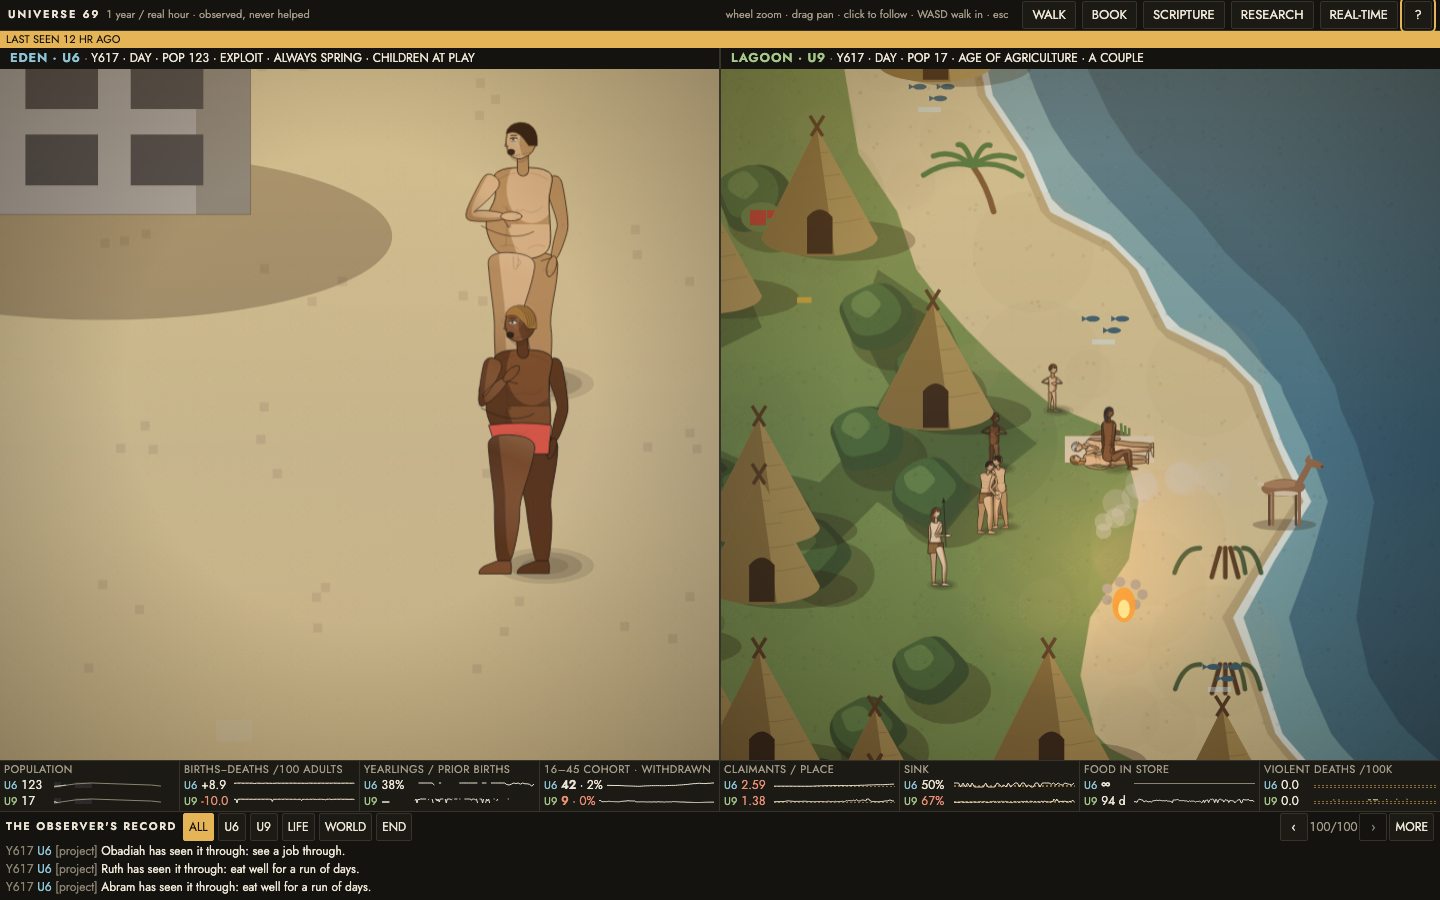 UNIVERSE 69 1 year / real hour · observed, never helped
wheel zoom · drag pan · click to follow · WASD walk in · esc
WALK BOOK SCRIPTURE RESEARCH REAL-TIME ?
LAST SEEN 12 HR AGO
EDEN · U6 · Y617 · DAY · POP 123 · EXPLOIT · ALWAYS SPRING · CHILDREN AT PLAY
LAGOON · U9 · Y617 · DAY · POP 17 · AGE OF AGRICULTURE · A COUPLE
POPULATION
U6 123
U9 17
BIRTHS–DEATHS /100 ADULTS
U6 +8.9
U9 -10.0
YEARLINGS / PRIOR BIRTHS
U6 38%
U9 –
16–45 COHORT · WITHDRAWN
U6 42 · 2%
U9 9 · 0%
CLAIMANTS / PLACE
U6 2.59
U9 1.38
SINK
U6 50%
U9 67%
FOOD IN STORE
U6 ∞
U9 94 d
VIOLENT DEATHS /100K
U6 0.0
U9 0.0
THE OBSERVER'S RECORD ALL U6 U9 LIFE WORLD END
‹ 100/100 › MORE
Y617 U6 [project] Obadiah has seen it through: see a job through.
Y617 U6 [project] Ruth has seen it through: eat well for a run of days.
Y617 U6 [project] Abram has seen it through: eat well for a run of days.